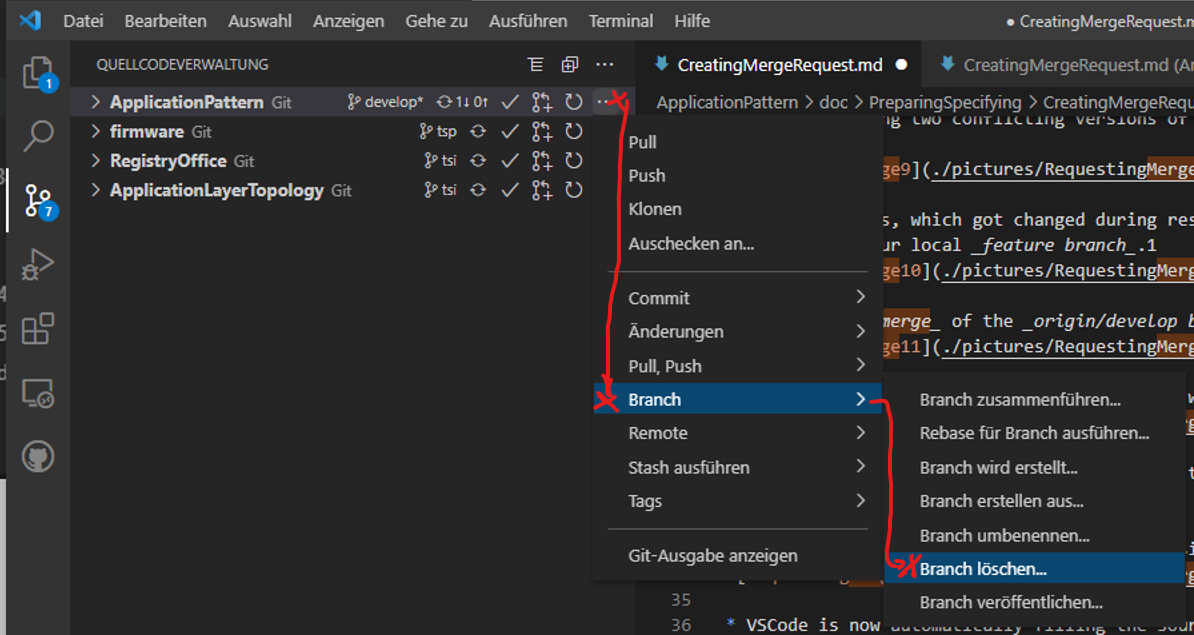 Datei Bearbeiten Auswahl Anzeigen Gehe zu Ausführen Terminal Hilfe ● CreatingMergeRequest.m
QUELLCODEVERWALTUNG
CreatingMergeRequest.md ●
CreatingMergeRequest.md (Ar
ApplicationPattern Git develop* 1↓ 0↑
firmware Git tsp
RegistryOffice Git tsi
ApplicationLayerTopology Git tsi
1
7
ApplicationPattern > doc > PreparingSpecifying > CreatingMergeRequ
ng two conflicting versions of
ge9](./pictures/RequestingMerge
s, which got changed during res
ur local _feature branch_.1
ge10](./pictures/RequestingMerg
merge_ of the _origin/develop b
ge11](./pictures/RequestingMerg
Pull
Push
Klonen
Auschecken an...
Commit
Änderungen
Pull, Push
Branch
Remote
Stash ausführen
Tags
Git-Ausgabe anzeigen
Branch zusammenführen...
Rebase für Branch ausführen...
Branch wird erstellt...
Branch erstellen aus...
Branch umbenennen...
Branch löschen...
Branch veröffentlichen...
35
36 * VSCode is now automatically filling the sour